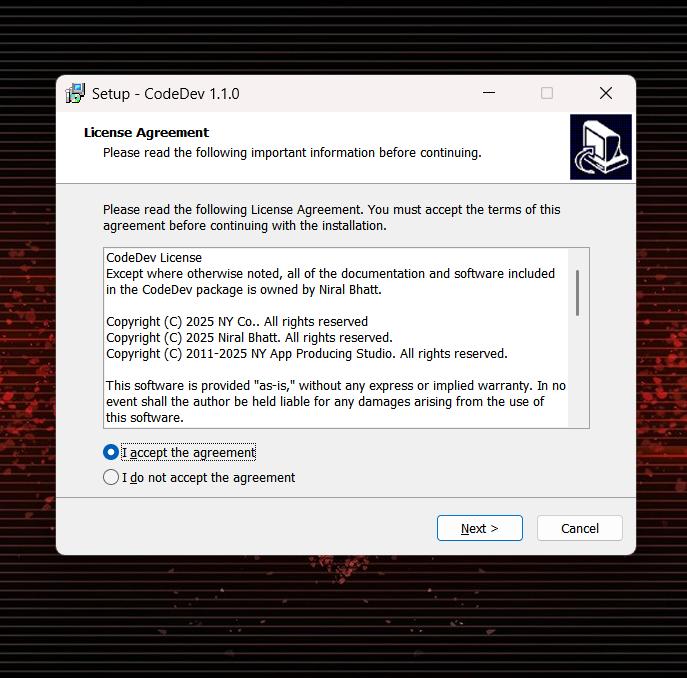 Setup - CodeDev 1.1.0
License Agreement
Please read the following important information before continuing.
Please read the following License Agreement. You must accept the terms of this
agreement before continuing with the installation.
CodeDev License
Except where otherwise noted, all of the documentation and software included
in the CodeDev package is owned by Niral Bhatt.
Copyright (C) 2025 NY Co.. All rights reserved
Copyright (C) 2025 Niral Bhatt. All rights reserved.
Copyright (C) 2011-2025 NY App Producing Studio. All rights reserved.
This software is provided "as-is," without any express or implied warranty. In no
event shall the author be held liable for any damages arising from the use of
this software.
I accept the agreement
I do not accept the agreement
Next >
Cancel